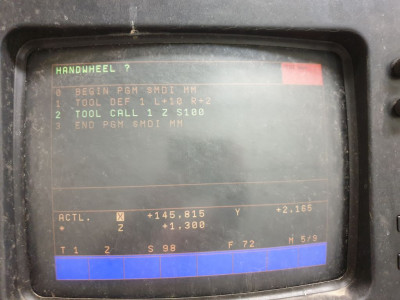 HANDWHEEL ?
0 BEGIN PGM $MDI MM
1 TOOL DEF 1 L+10 R+2
2 TOOL CALL 1 Z S100
3 END PGM $MDI MM
ACTL. X +145.815 Y +2.165
* Z +1.300
T 1 Z S 98 F 72 M 5/9